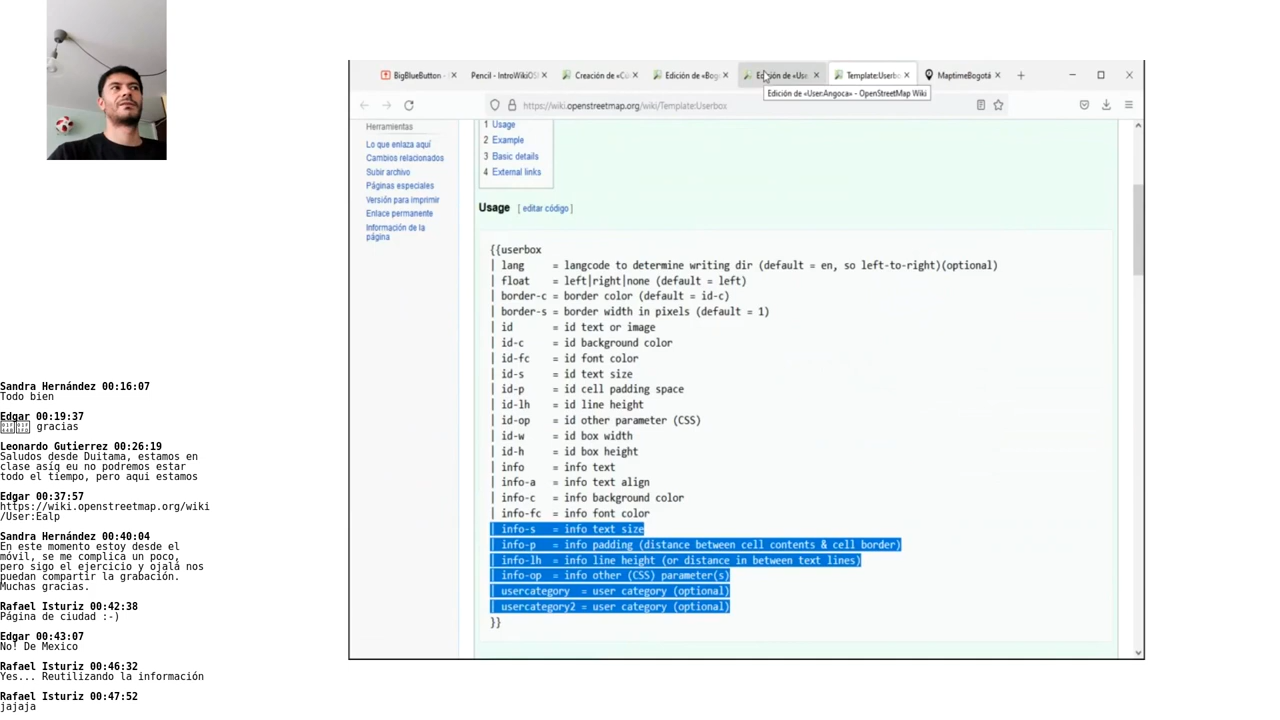 BigBlueButton -
Pencil - IntroWikiOSI
Creación de «Co
Edición de «Bog
Edición de «Use
Template:Userbo
MaptimeBogotá
Edición de «User:Angoca» - OpenStreetMap Wiki
https://wiki.openstreetmap.org/wiki/Template:Userbox
Herramientas
Lo que enlaza aquí
Cambios relacionados
Subir archivo
Páginas especiales
Versión para imprimir
Enlace permanente
Información de la
página
1 Usage
2 Example
3 Basic details
4 External links
Usage [ editar código ]
{{userbox
| lang = langcode to determine writing dir (default = en, so left-to-right)(optional)
| float = left|right|none (default = left)
| border-c = border color (default = id-c)
| border-s = border width in pixels (default = 1)
| id = id text or image
| id-c = id background color
| id-fc = id font color
| id-s = id text size
| id-p = id cell padding space
| id-lh = id line height
| id-op = id other parameter (CSS)
| id-w = id box width
| id-h = id box height
| info = info text
| info-a = info text align
| info-c = info background color
| info-fc = info font color
| info-s = info text size
| info-p = info padding (distance between cell contents & cell border)
| info-lh = info line height (or distance in between text lines)
| info-op = info other (CSS) parameter(s)
| usercategory = user category (optional)
| usercategory2 = user category (optional)
}}
Sandra Hernández 00:16:07
Todo bien
Edgar 00:19:37
gracias
Leonardo Gutierrez 00:26:19
Saludos desde Duitama, estamos en
clase asíq eu no podremos estar
todo el tiempo, pero aqui estamos
Edgar 00:37:57
https://wiki.openstreetmap.org/wiki
/User:Ealp
Sandra Hernández 00:40:04
En este momento estoy desde el
móvil, se me complica un poco,
pero sigo el ejercicio y ojalá nos
puedan compartir la grabación.
Muchas gracias.
Rafael Isturiz 00:42:38
Página de ciudad :-)
Edgar 00:43:07
No! De Mexico
Rafael Isturiz 00:46:32
Yes... Reutilizando la información
Rafael Isturiz 00:47:52
jajaja